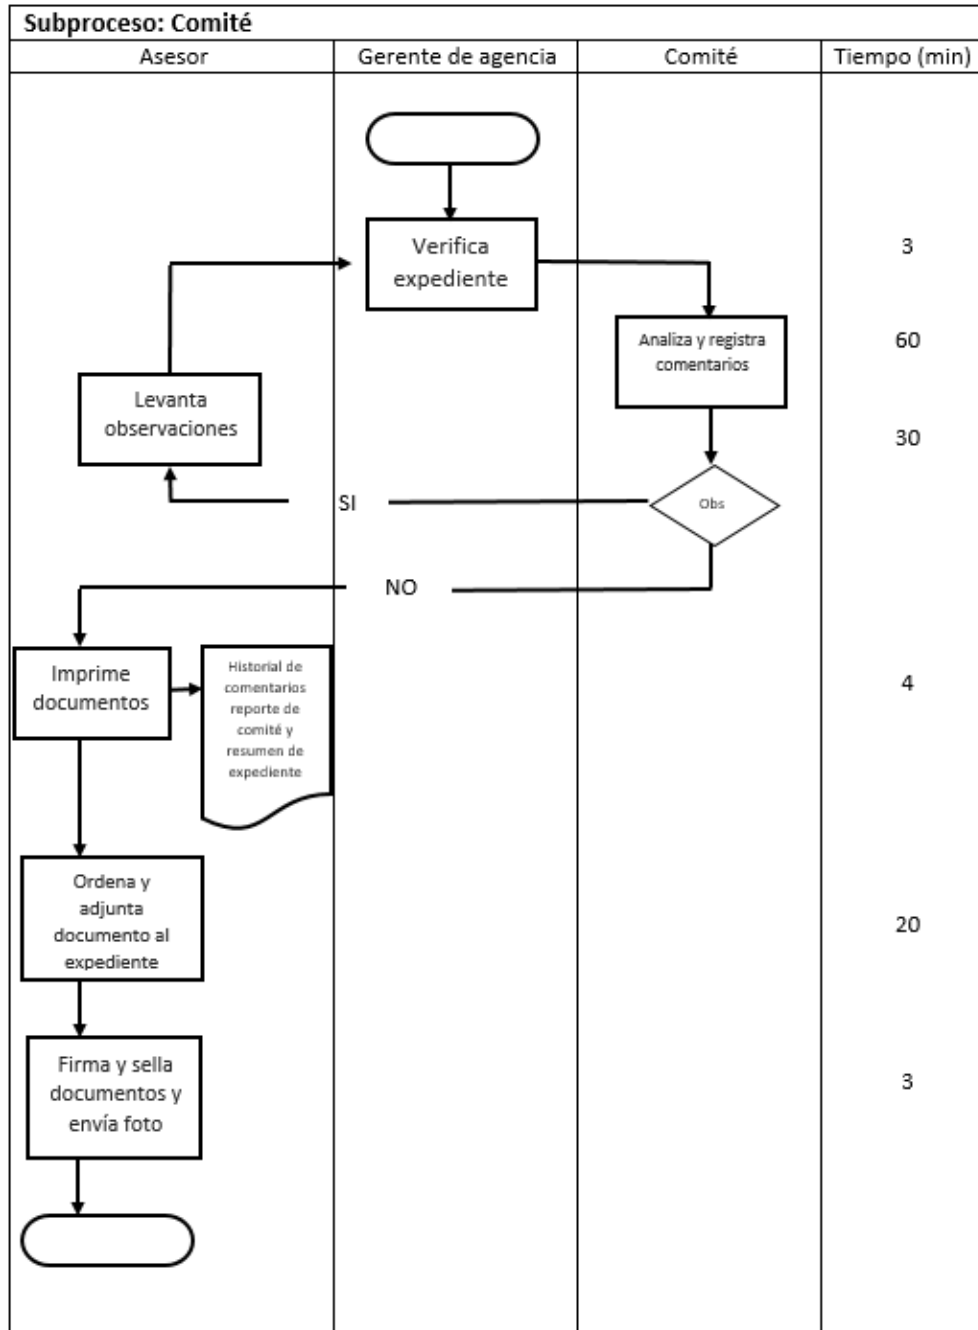 Subproceso: Comité
Asesor
Gerente de agencia
Comité
Tiempo (min)
Verifica
expediente
3
Analiza y registra
comentarios
60
Levanta
observaciones
30
SI
Obs
NO
Imprime
documentos
Historial de
comentarios
reporte de
comité y
resumen de
expediente
4
Ordena y
adjunta
documento al
expediente
20
Firma y sella
documentos y
envía foto
3